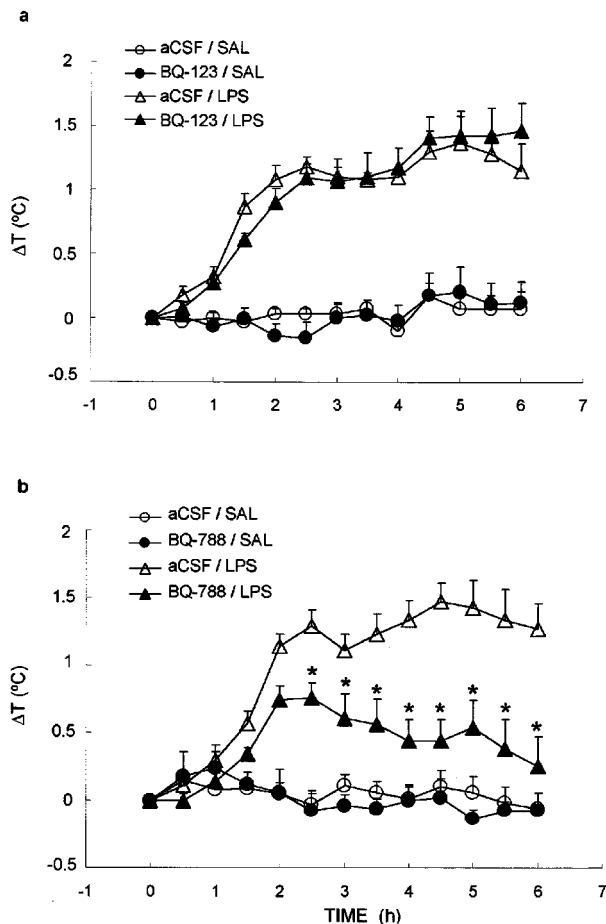 a
aCSF / SAL
BQ-123 / SAL
aCSF / LPS
BQ-123 / LPS
2
1.5
1
0.5
0
-0.5
ΔT (ºC)
-1 0 1 2 3 4 5 6 7
b
aCSF / SAL
BQ-788 / SAL
aCSF / LPS
BQ-788 / LPS
2
1.5
1
0.5
0
-0.5
ΔT (ºC)
* * * * * * * *
-1 0 1 2 3 4 5 6 7
TIME (h)